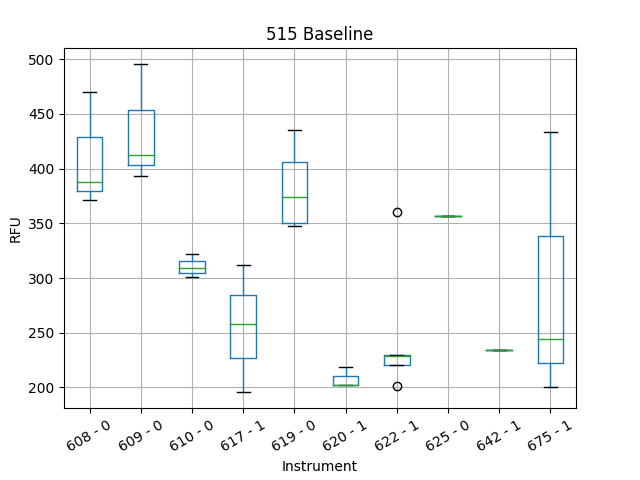 515 Baseline
500
450
400
350
300
250
200
RFU
608 - 0
609 - 0
610 - 0
617 - 1
619 - 0
620 - 1
622 - 1
625 - 0
642 - 1
675 - 1
Instrument